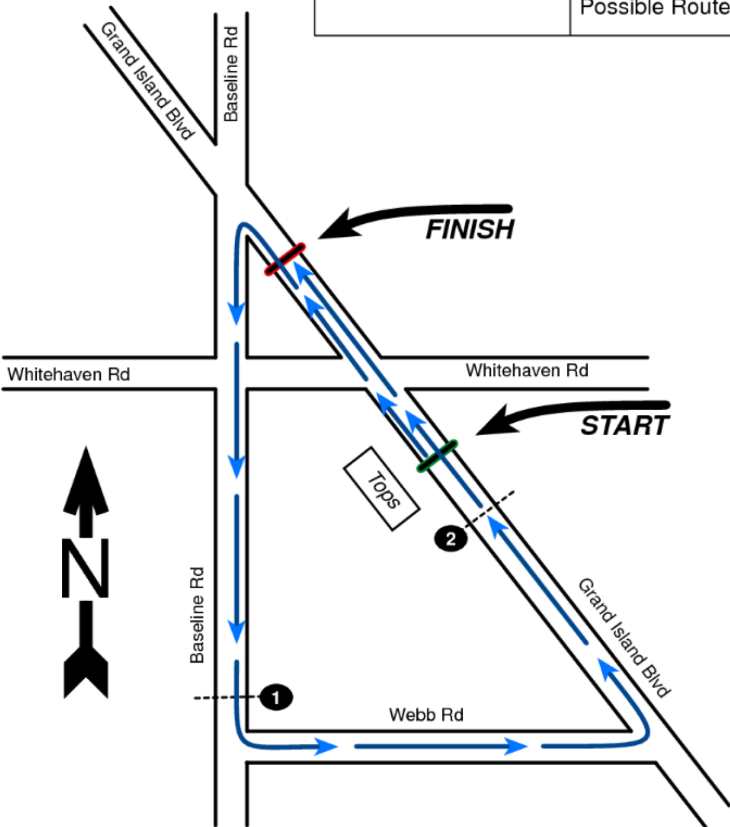 Possible Route
Grand Island Blvd
Baseline Rd
FINISH
Whitehaven Rd
Whitehaven Rd
START
Tops
2
N
Baseline Rd
Grand Island Blvd
1
Webb Rd